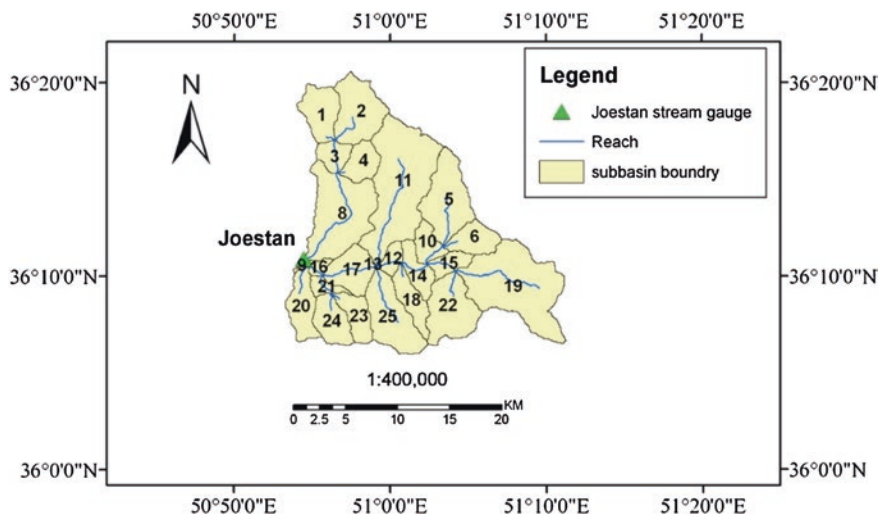 50°50'0"E 51°0'0"E 51°10'0"E 51°20'0"E
36°20'0"N 36°20'0"N
N
Legend
Joestan stream gauge
Reach
subbasin boundry
1 2
3 4
11
5
8
Joestan
10 6
9 16 17 13 12 14 15
36°10'0"N 36°10'0"N
21 19
20 24 23 25 18 22
1:400,000
KM
0 2.5 5 10 15 20
36°0'0"N 36°0'0"N
50°50'0"E 51°0'0"E 51°10'0"E 51°20'0"E